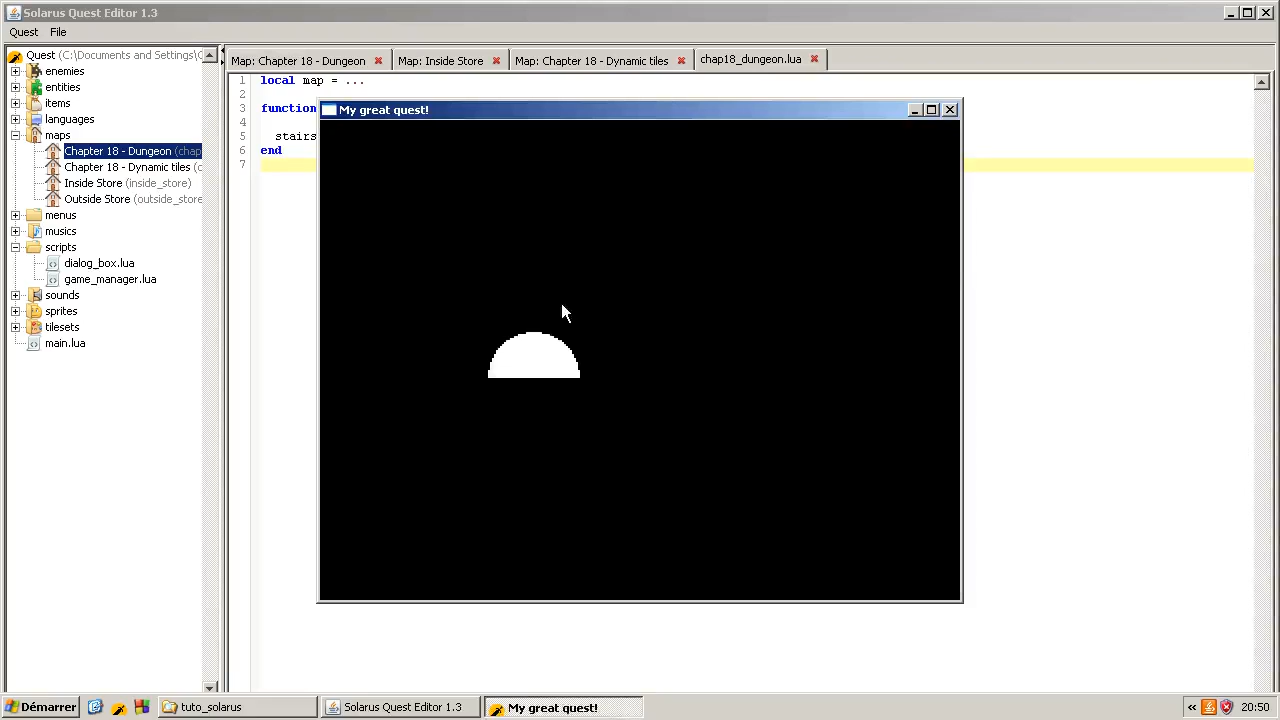 Solarus Quest Editor 1.3
Quest File
Quest (C:\Documents and Settings\C
enemies
entities
items
languages
maps
Chapter 18 - Dungeon (chap
Chapter 18 - Dynamic tiles (c
Inside Store (inside_store)
Outside Store (outside_store
menus
musics
scripts
dialog_box.lua
game_manager.lua
sounds
sprites
tilesets
main.lua
Map: Chapter 18 - Dungeon Map: Inside Store Map: Chapter 18 - Dynamic tiles chap18_dungeon.lua
1 local map = ...
2
3 function
4
5 stairs
6 end
7
My great quest!
Démarrer tuto_solarus Solarus Quest Editor 1.3 My great quest! « 20:50